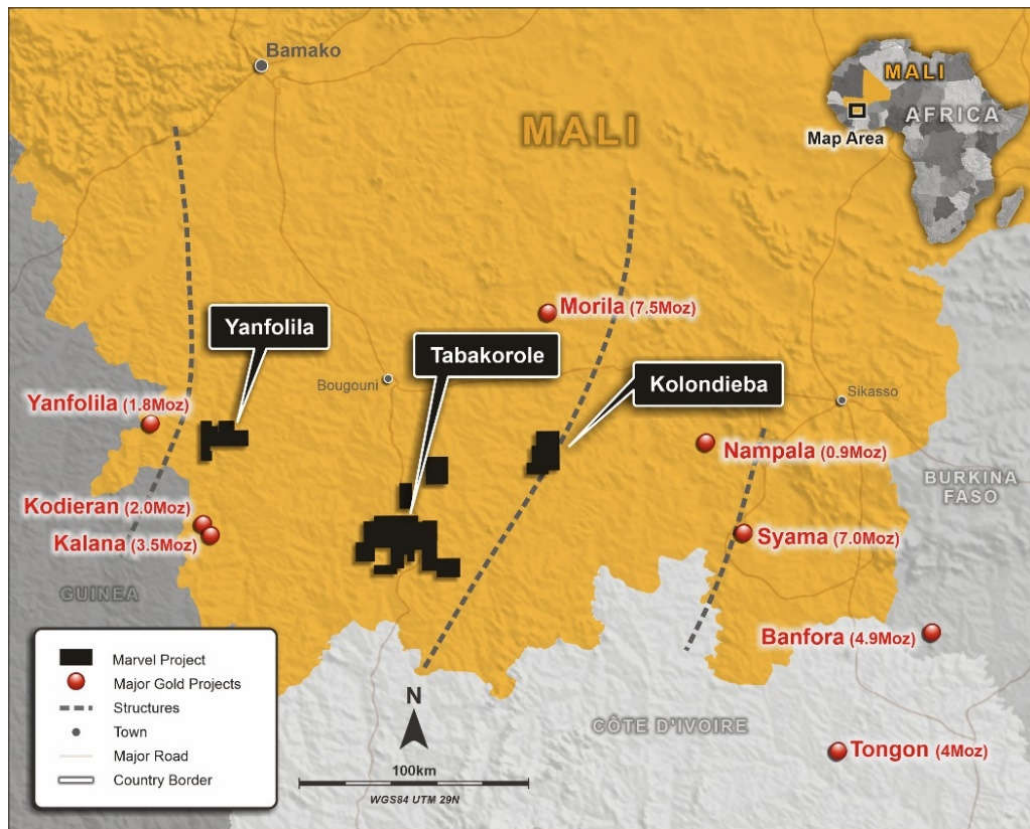 Bamako
MALI
MALI
AFRICA
Map Area
Yanfolila
Morila (7.5Moz)
Tabakorole
Kolondieba
Bougouni
Sikasso
Yanfolila (1.8Moz)
Nampala (0.9Moz)
BURKINA
FASO
Kodieran (2.0Moz)
Kalana (3.5Moz)
Syama (7.0Moz)
GUINEA
Banfora (4.9Moz)
Marvel Project
Major Gold Projects
Structures
Town
Major Road
Country Border
N
100km
WGS84 UTM 29N
CÔTE D'IVOIRE
Tongon (4Moz)